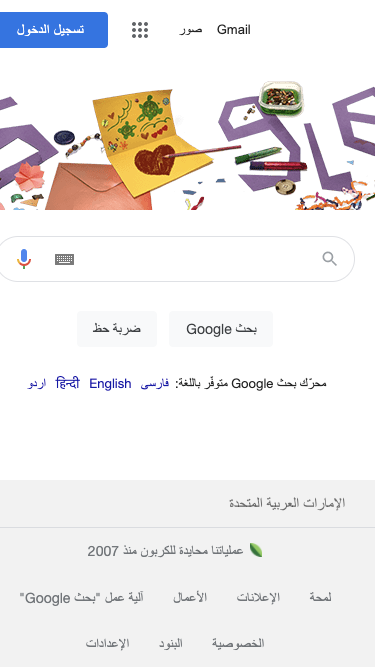 Gmail صور تسجيل الدخول
بحث Google ضربة حظ
محرّك بحث Google متوفّر باللغة: فارسی English हिन्दी اردو
الإمارات العربية المتحدة
عملياتنا محايدة للكربون منذ 2007
لمحة الإعلانات الأعمال آلية عمل "بحث Google"
الخصوصية البنود الإعدادات